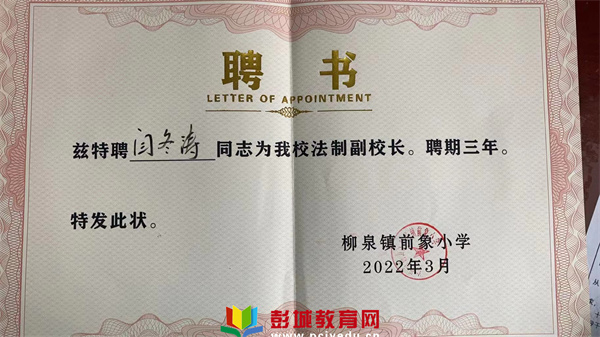 聘书
LETTER OF APPOINTMENT
兹特聘闫冬涛同志为我校法制副校长。聘期三年。
特发此状。
柳泉镇前象小学
2022年3月
彭城教育网